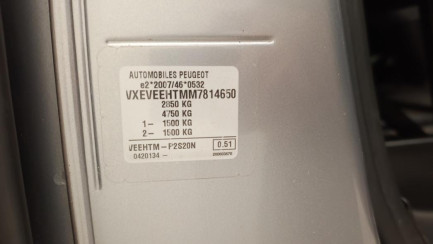 AUTOMOBILES PEUGEOT
e2*2007/46*0532
VXEVEEHTMM7814650
2850 KG
4750 KG
1- 1500 KG
2- 1500 KG
VEEHTM-P2S20N 0.51
0420134 -